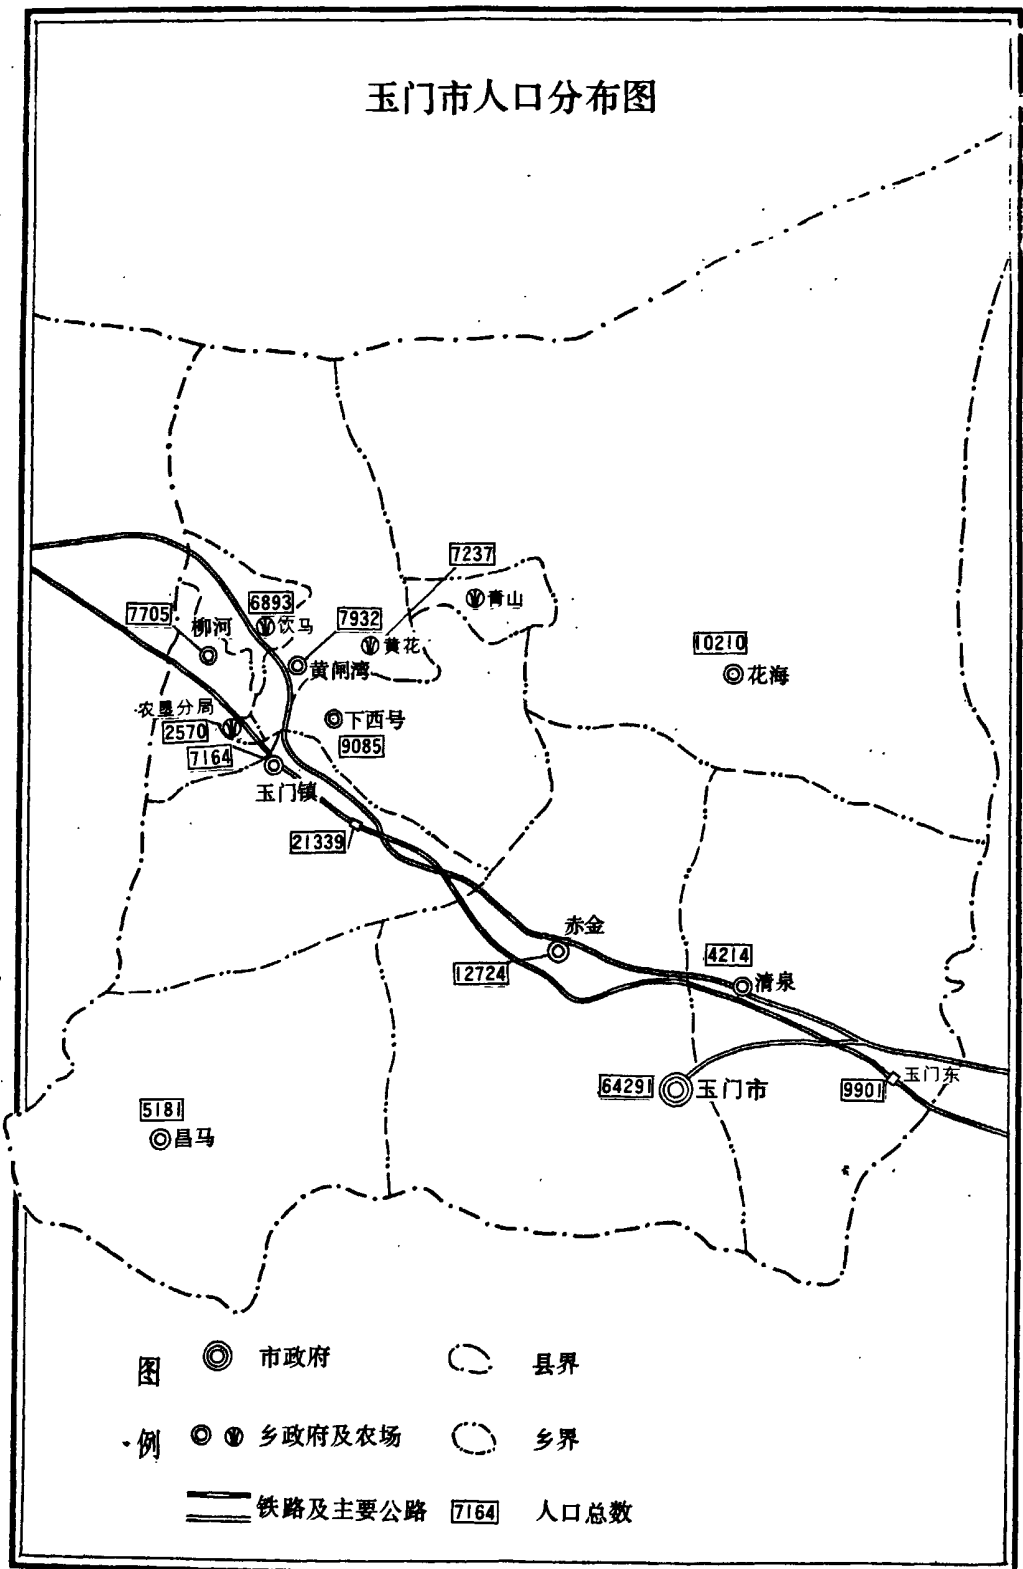 玉门市人口分布图
7237
青山
6893
饮马
7705
柳河
7932
黄花
黄闸湾
10210
花海
农垦分局
2570
下西号
9085
7164
玉门镇
21339
赤金
12724
4214
清泉
64291
玉门市
9901
玉门东
5181
昌马
图例
市政府
县界
乡政府及农场
乡界
铁路及主要公路
7164
人口总数